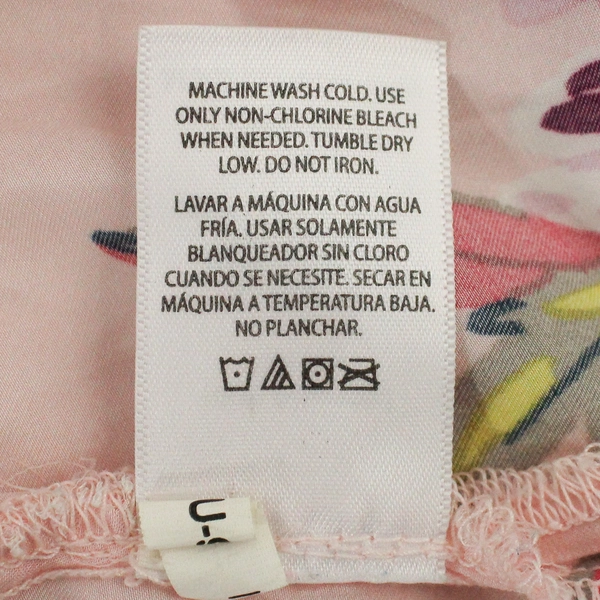 MACHINE WASH COLD. USE
ONLY NON-CHLORINE BLEACH
WHEN NEEDED. TUMBLE DRY
LOW. DO NOT IRON.
LAVAR A MÁQUINA CON AGUA
FRÍA. USAR SOLAMENTE
BLANQUEADOR SIN CLORO
CUANDO SE NECESITE. SECAR EN
MÁQUINA A TEMPERATURA BAJA.
NO PLANCHAR.